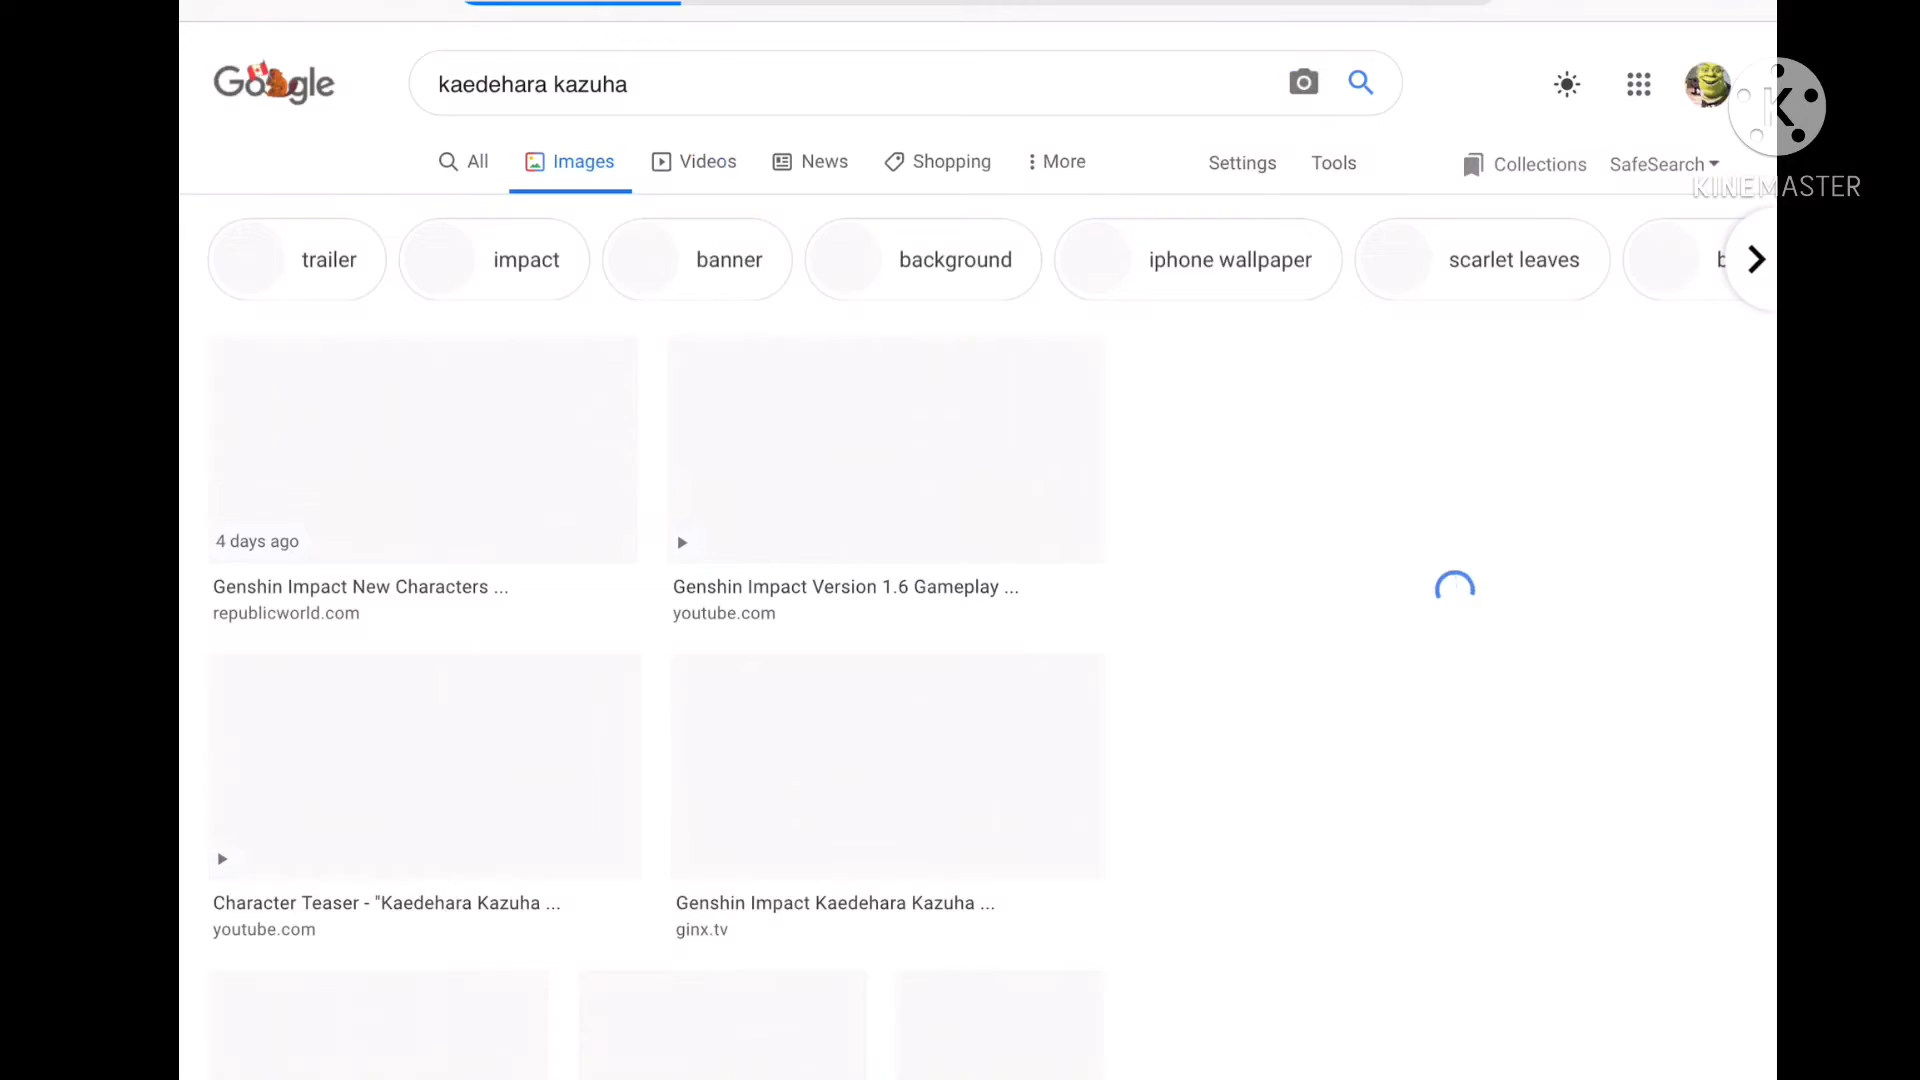 Google
kaedehara kazuha
K
All Images Videos News Shopping More Settings Tools Collections SafeSearch
KINEMASTER
trailer impact banner background iphone wallpaper scarlet leaves
4 days ago
Genshin Impact New Characters ... Genshin Impact Version 1.6 Gameplay ...
republicworld.com youtube.com
Character Teaser - "Kaedehara Kazuha ... Genshin Impact Kaedehara Kazuha ...
youtube.com ginx.tv